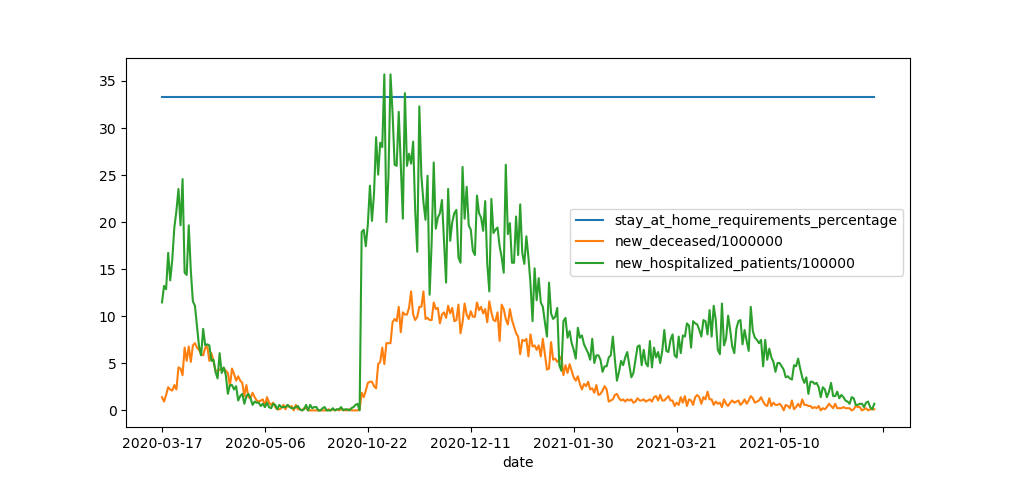 35
30
25
20
15
10
5
0
stay_at_home_requirements_percentage
new_deceased/1000000
new_hospitalized_patients/100000
2020-03-17 2020-05-06 2020-10-22 2020-12-11 2021-01-30 2021-03-21 2021-05-10
date